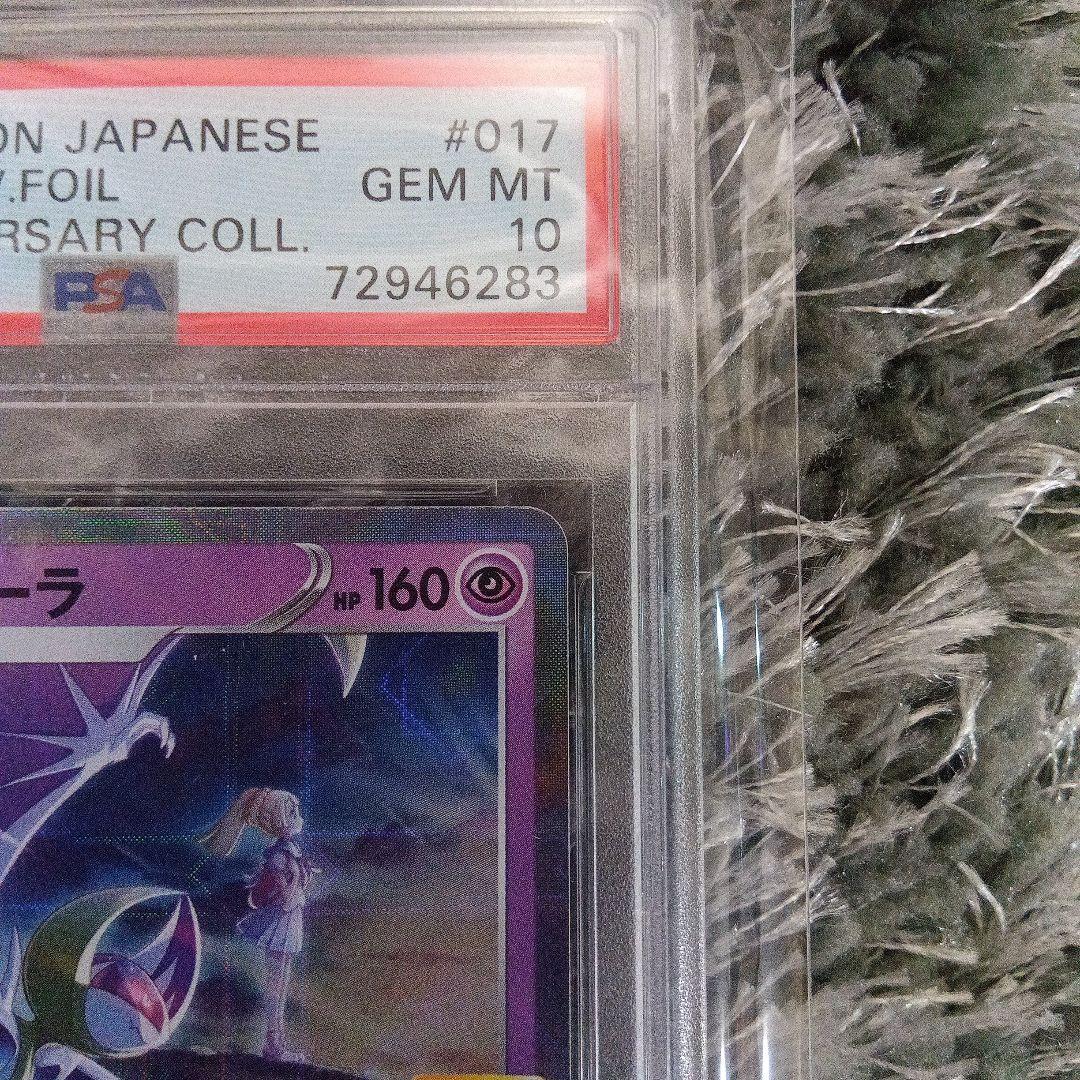 ON JAPANESE #017
.FOIL GEM MT
RSARY COLL. 10
PSA 72946283
ーラ HP 160